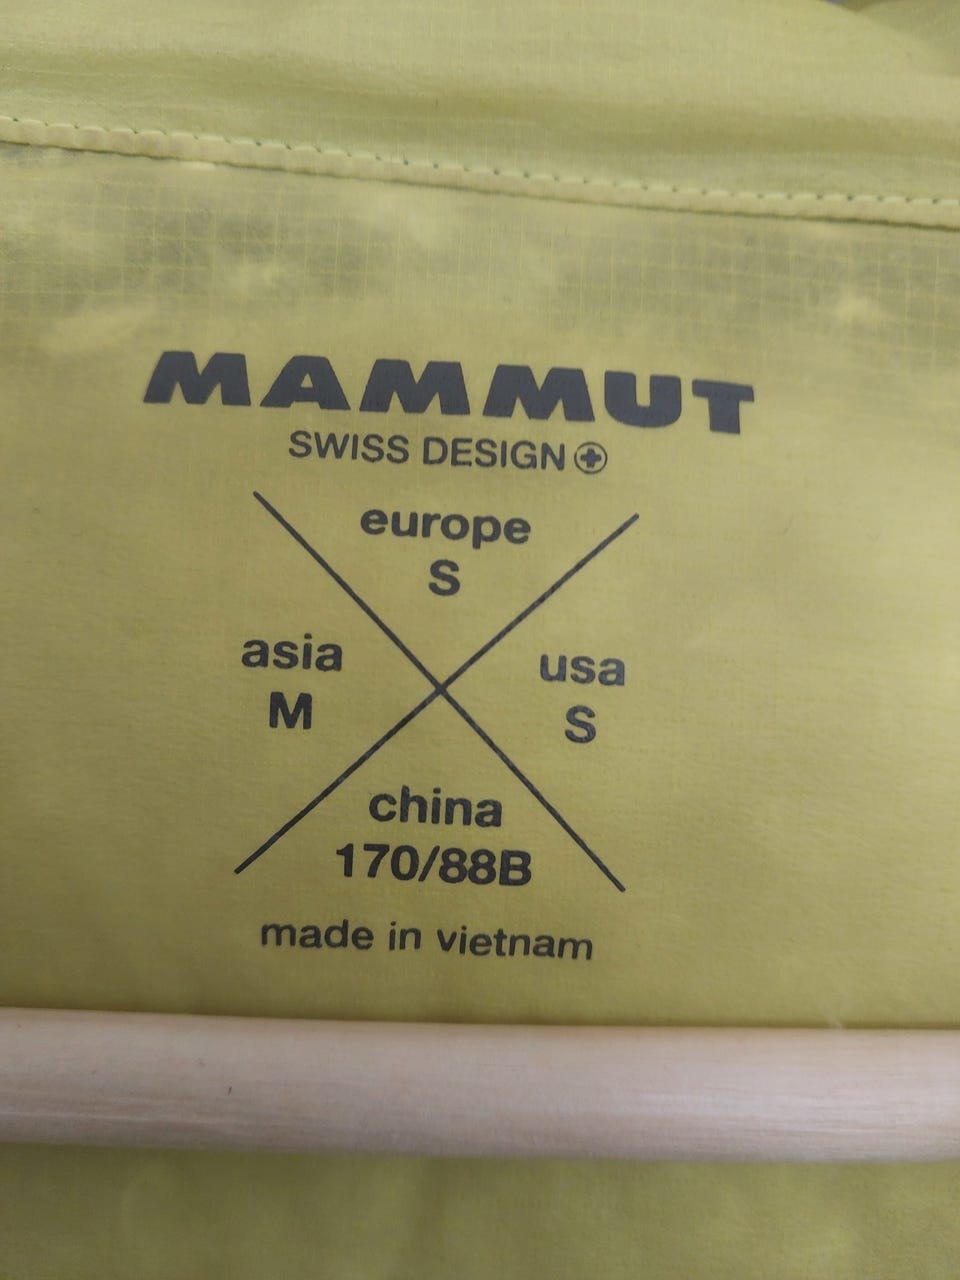 MAMMUT
SWISS DESIGN
europe
S
asia
M
usa
S
china
170/88B
made in vietnam